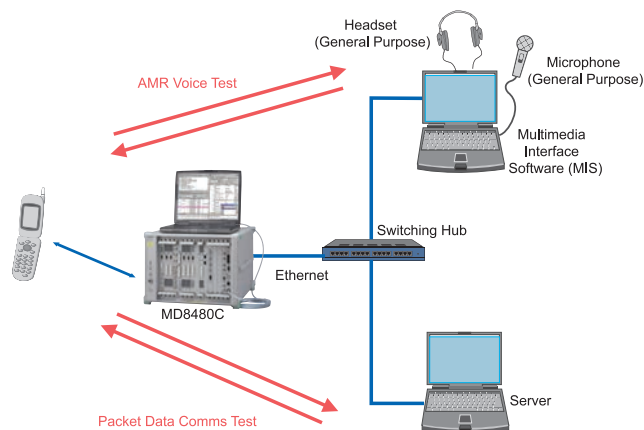 Headset
(General Purpose)
Microphone
(General Purpose)
AMR Voice Test
Multimedia
Interface
Software (MIS)
Switching Hub
Ethernet
MD8480C
Server
Packet Data Comms Test